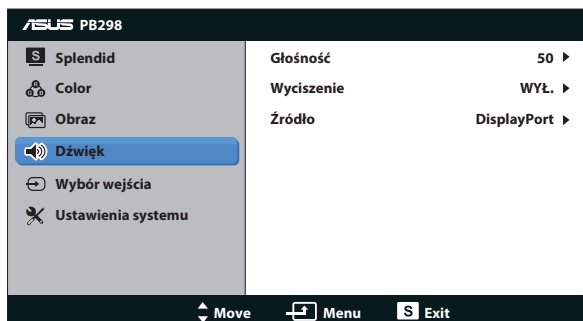 ASUS PB298
S Splendid
Color
Obraz
Dźwięk
Wybór wejścia
Ustawienia systemu
Głośność 50
Wyciszenie WYŁ.
Źródło DisplayPort
Move Menu S Exit